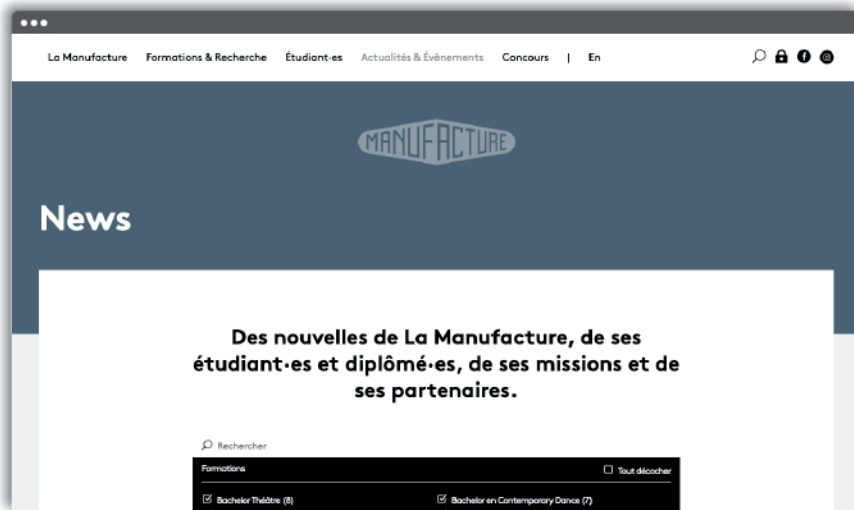 La Manufacture Formations & Recherche Étudiant·es Actualités & Évènements Concours | En
MANUFACTURE
News
Des nouvelles de La Manufacture, de ses
étudiant·es et diplômé·es, de ses missions et de
ses partenaires.
Rechercher
Formations Tout décocher
Bachelor Théâtre (8) Bachelor en Contemporary Dance (7)